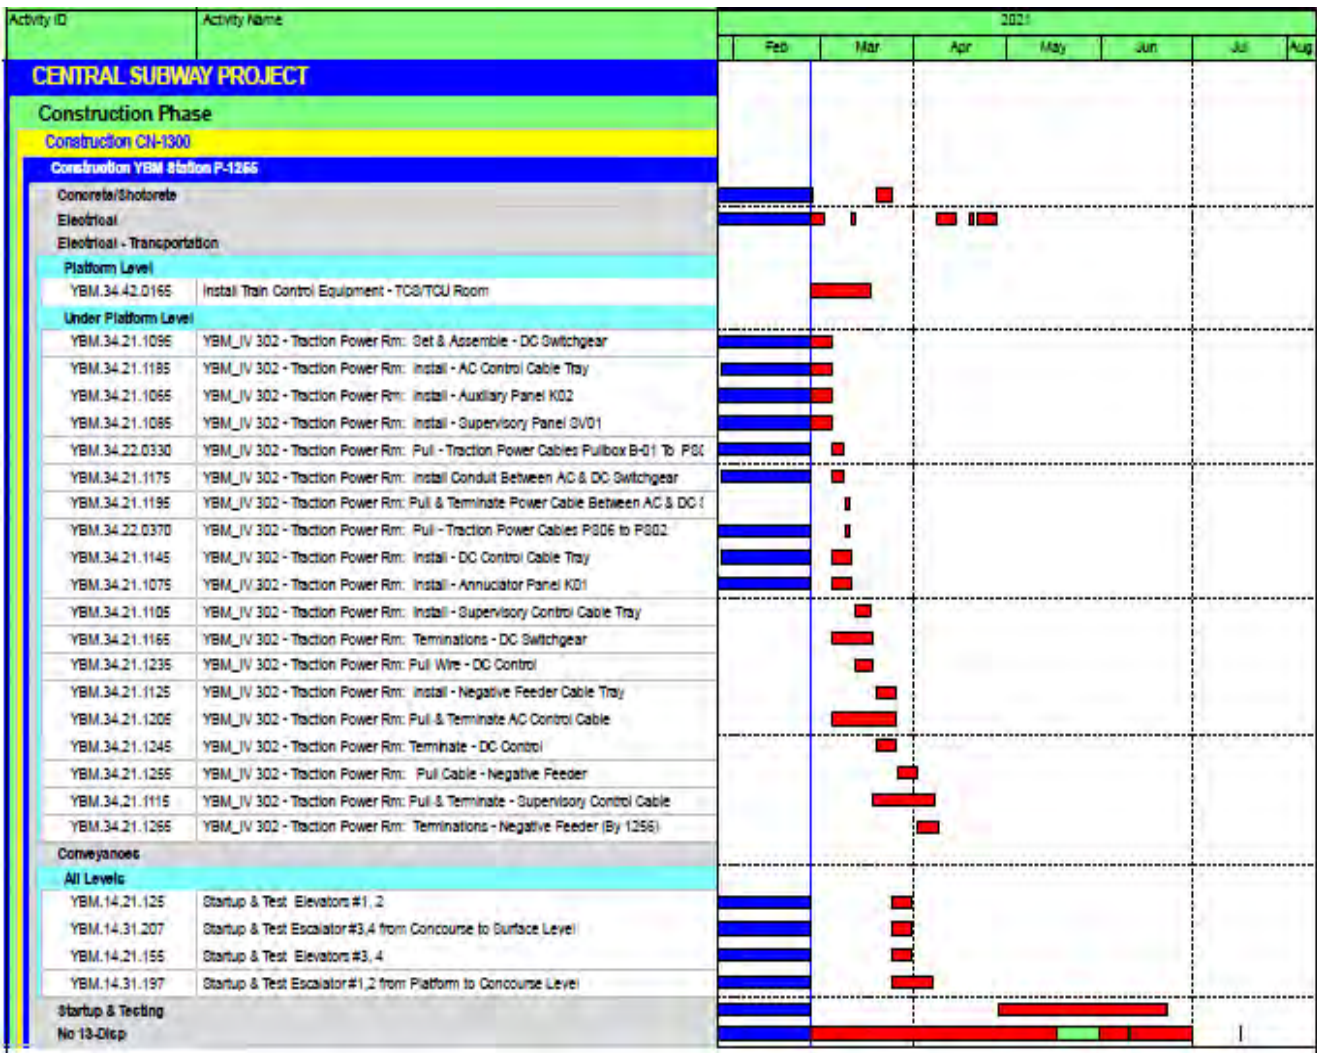 Activity ID Activity Name 2021
Feb Mar Apr May Jun Jul Aug
CENTRAL SUBWAY PROJECT
Construction Phase
Construction CN-1300
Construction YBM Station P-1255
Concrete/Shotcrete
Electrical
Electrical - Transportation
Platform Level
YBM.34.42.0165 Install Train Control Equipment - TCS/TCU Room
Under Platform Level
YBM.34.21.1095 YBM_IV 302 - Traction Power Rm: Set & Assemble - DC Switchgear
YBM.34.21.1185 YBM_IV 302 - Traction Power Rm: Install - AC Control Cable Tray
YBM.34.21.1065 YBM_IV 302 - Traction Power Rm: Install - Auxiliary Panel K02
YBM.34.21.1085 YBM_IV 302 - Traction Power Rm: Install - Supervisory Panel SV01
YBM.34.22.0330 YBM_IV 302 - Traction Power Rm: Pull - Traction Power Cables Pullbox B-01 To
YBM.34.21.1175 YBM_IV 302 - Traction Power Rm: Install Conduit Between AC & DC Switchgear
YBM.34.21.1195 YBM_IV 302 - Traction Power Rm: Pull & Terminate Power Cable Between AC & DC
YBM.34.22.0370 YBM_IV 302 - Traction Power Rm: Pull - Traction Power Cables PS06 to PS02
YBM.34.21.1145 YBM_IV 302 - Traction Power Rm: Install - DC Control Cable Tray
YBM.34.21.1075 YBM_IV 302 - Traction Power Rm: Install - Annuciator Panel K01
YBM.34.21.1105 YBM_IV 302 - Traction Power Rm: Install - Supervisory Control Cable Tray
YBM.34.21.1165 YBM_IV 302 - Traction Power Rm: Terminations - DC Switchgear
YBM.34.21.1235 YBM_IV 302 - Traction Power Rm: Pull Wire - DC Control
YBM.34.21.1125 YBM_IV 302 - Traction Power Rm: Install - Negative Feeder Cable Tray
YBM.34.21.1205 YBM_IV 302 - Traction Power Rm: Pull & Terminate AC Control Cable
YBM.34.21.1245 YBM_IV 302 - Traction Power Rm: Terminate - DC Control
YBM.34.21.1255 YBM_IV 302 - Traction Power Rm: Pull Cable - Negative Feeder
YBM.34.21.1115 YBM_IV 302 - Traction Power Rm: Pull & Terminate - Supervisory Control Cable
YBM.34.21.1265 YBM_IV 302 - Traction Power Rm: Terminations - Negative Feeder (By 1256)
Conveyances
All Levels
YBM.14.21.125 Startup & Test Elevators #1, 2
YBM.14.31.207 Startup & Test Escalator #3,4 from Concourse to Surface Level
YBM.14.21.155 Startup & Test Elevators #3, 4
YBM.14.31.197 Startup & Test Escalator #1,2 from Platform to Concourse Level
Startup & Testing
No 13-Disp